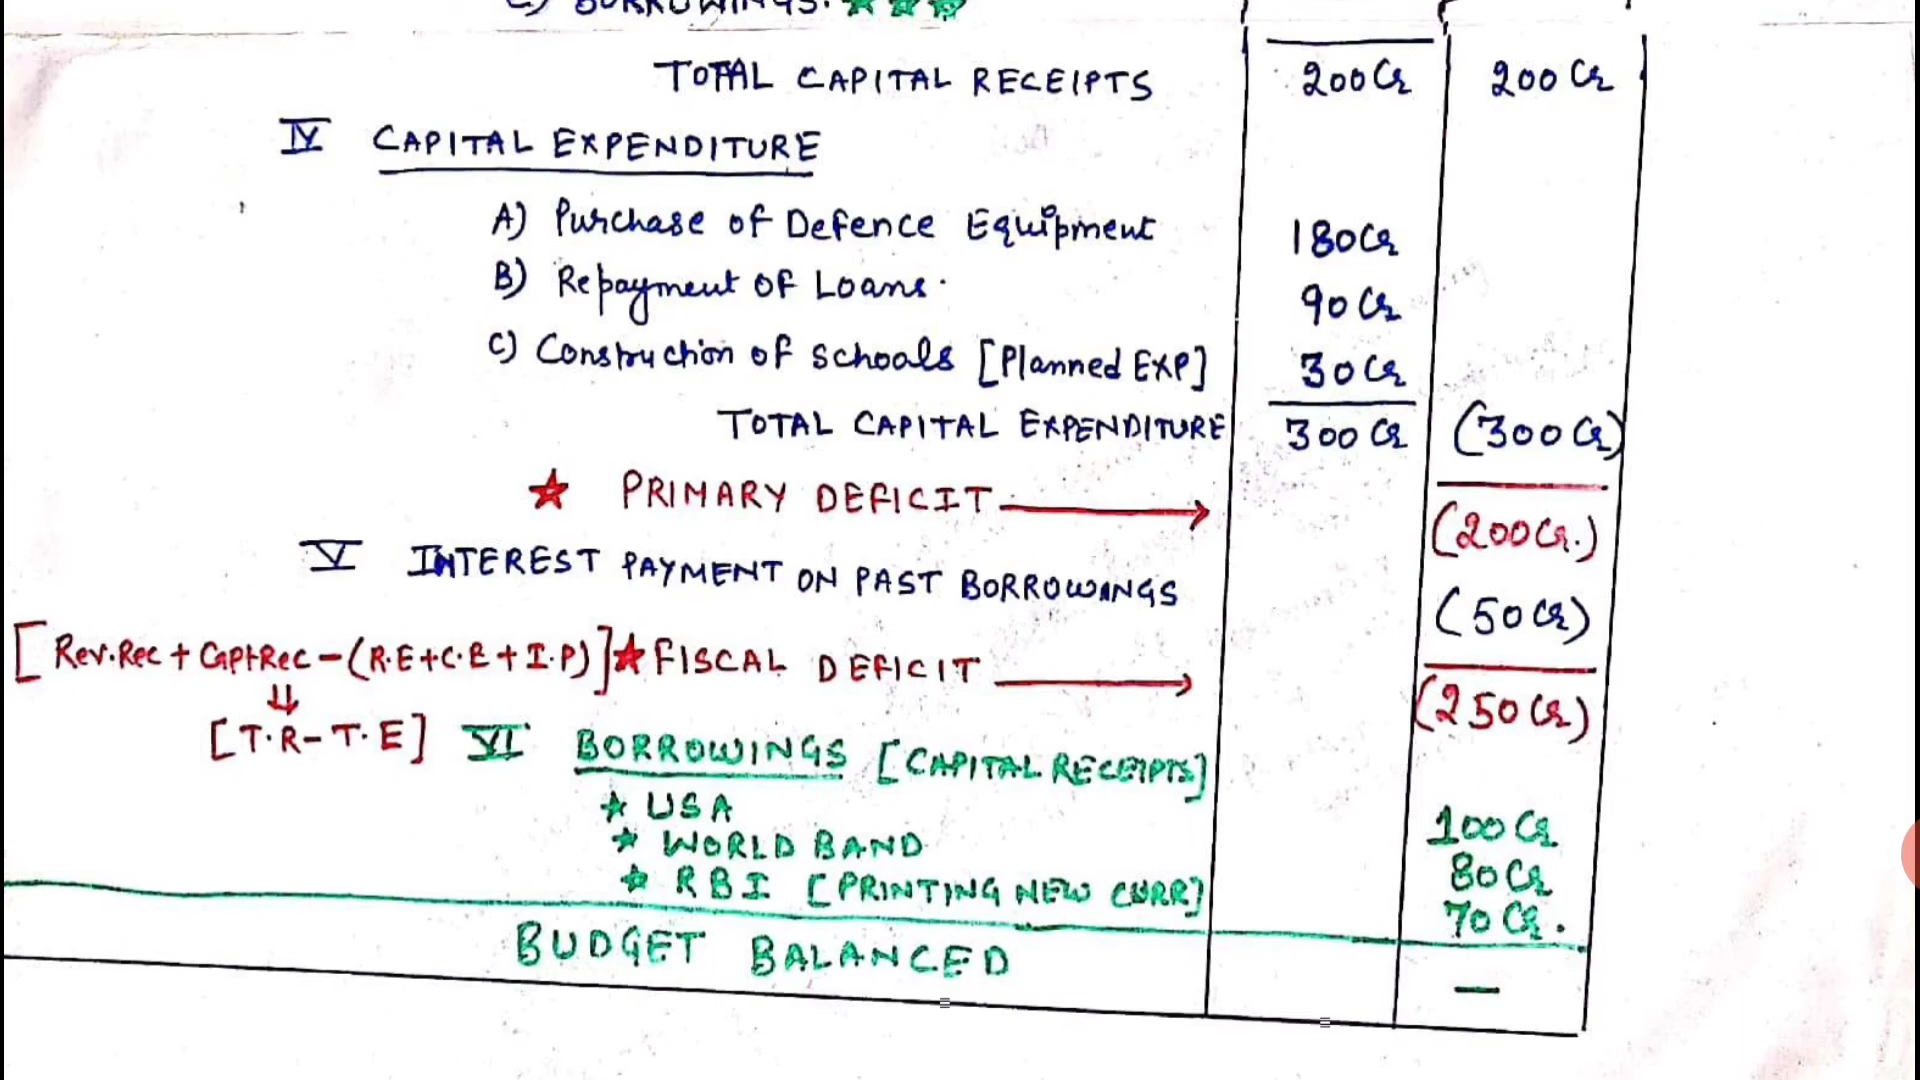 C) BORROWINGS.
TOTAL CAPITAL RECEIPTS 200 Cr 200 Cr
IV CAPITAL EXPENDITURE
A) Purchase of Defence Equipment 180 Cr
B) Repayment of Loans. 90 Cr
C) Construction of schools [Planned EXP] 30 Cr
TOTAL CAPITAL EXPENDITURE 300 Cr (300 Cr)
★ PRIMARY DEFICIT → (200 Cr.)
V INTEREST PAYMENT ON PAST BORROWINGS (50 Cr)
[Rev.Rec + CaptRec - (R.E + C.E + I.P)] ★ FISCAL DEFICIT → (250 Cr)
⇓
[T.R - T.E] VI BORROWINGS [CAPITAL RECEIPTS]
★ USA 100 Cr
★ WORLD BAND 80 Cr
★ RBI [PRINTING NEW CURR] 70 Cr.
BUDGET BALANCED —